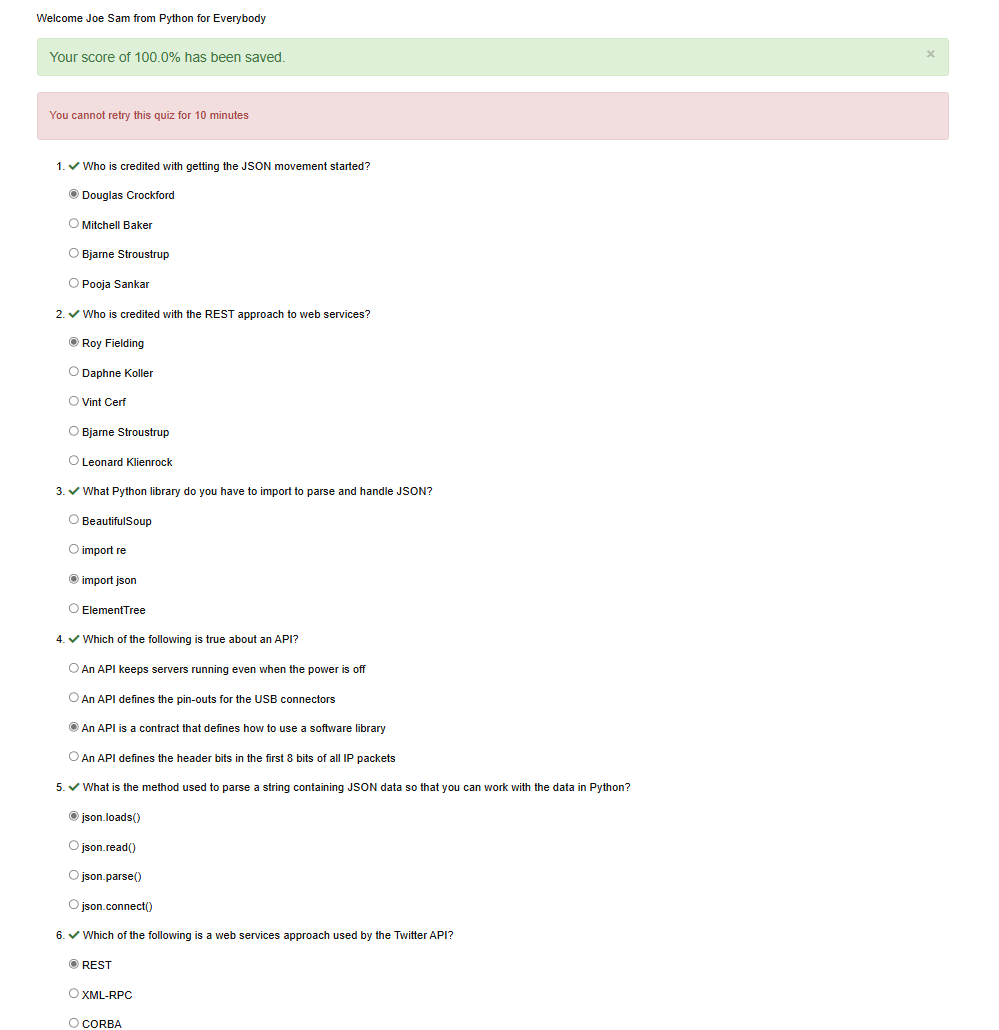 Welcome Joe Sam from Python for Everybody
Your score of 100.0% has been saved.
×
You cannot retry this quiz for 10 minutes
1. ✔ Who is credited with getting the JSON movement started?
Douglas Crockford
Mitchell Baker
Bjarne Stroustrup
Pooja Sankar
2. ✔ Who is credited with the REST approach to web services?
Roy Fielding
Daphne Koller
Vint Cerf
Bjarne Stroustrup
Leonard Klienrock
3. ✔ What Python library do you have to import to parse and handle JSON?
BeautifulSoup
import re
import json
ElementTree
4. ✔ Which of the following is true about an API?
An API keeps servers running even when the power is off
An API defines the pin-outs for the USB connectors
An API is a contract that defines how to use a software library
An API defines the header bits in the first 8 bits of all IP packets
5. ✔ What is the method used to parse a string containing JSON data so that you can work with the data in Python?
json.loads()
json.read()
json.parse()
json.connect()
6. ✔ Which of the following is a web services approach used by the Twitter API?
REST
XML-RPC
CORBA